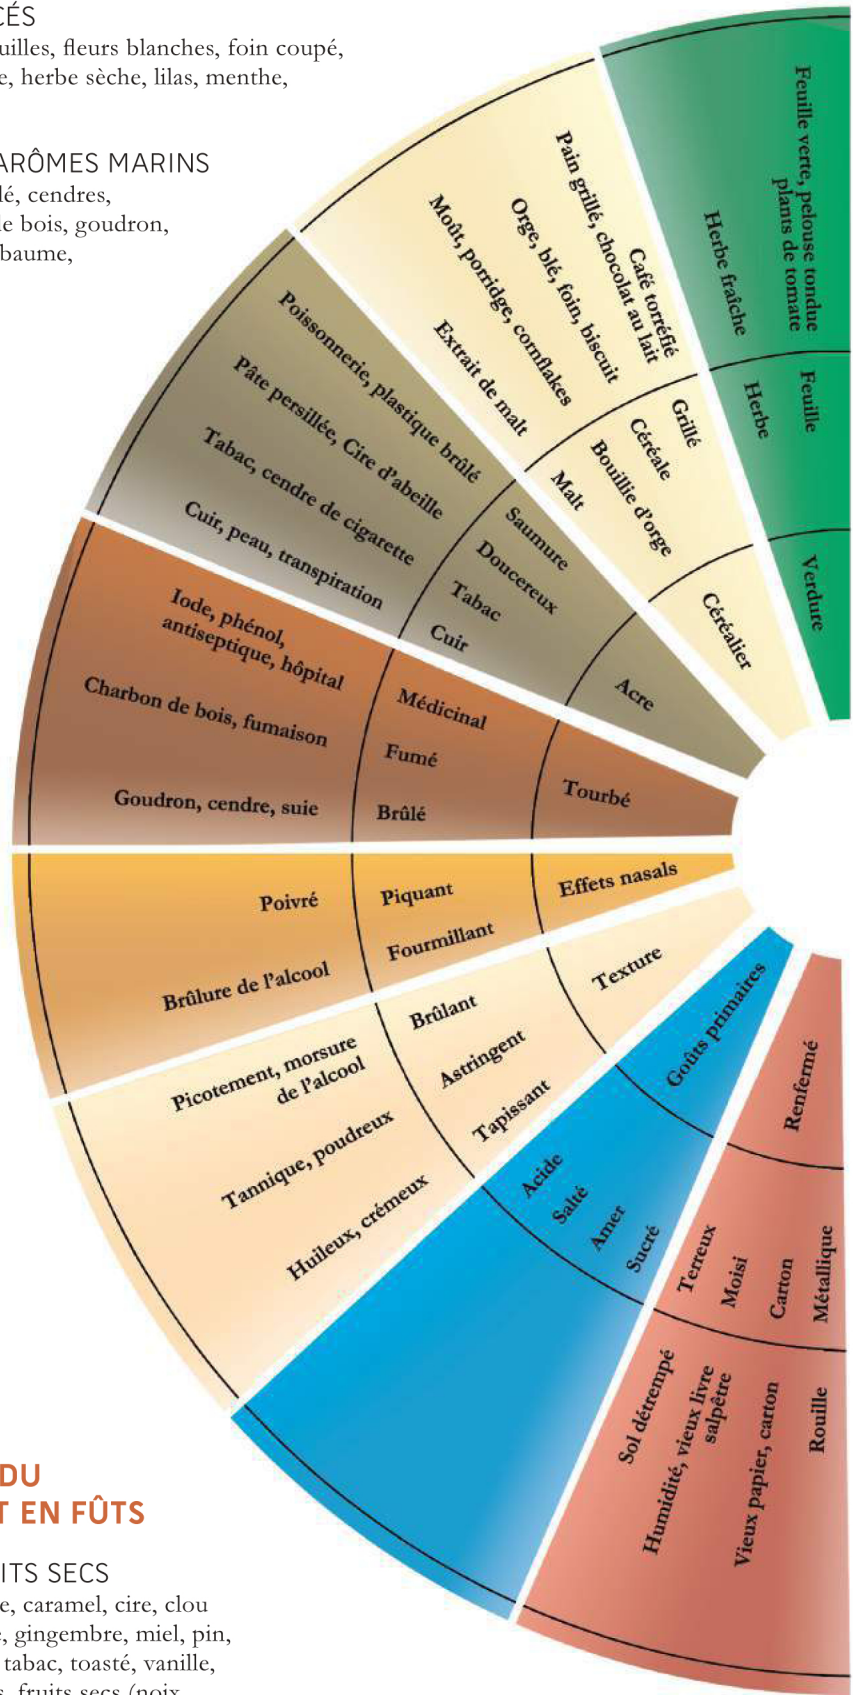 CÉS
uilles, fleurs blanches, foin coupé,
e, herbe sèche, lilas, menthe,
ARÔMES MARINS
lé, cendres,
le bois, goudron,
baume,
Feuille verte, pelouse tondue
plants de tomate
Herbe fraîche
Feuille
Herbe
Verdure
Café torréfié
Pain grillé, chocolat au lait
Orge, blé, foin, biscuit
Moût, porridge, cornflakes
Extrait de malt
Grillé
Céréale
Bouillie d'orge
Malt
Céréalier
Poissonnerie, plastique brûlé
Pâte persillée, Cire d'abeille
Tabac, cendre de cigarette
Cuir, peau, transpiration
Saumure
Doucereux
Tabac
Cuir
Acre
Iode, phénol,
antiseptique, hôpital
Charbon de bois, fumaison
Goudron, cendre, suie
Médicinal
Fumé
Brûlé
Tourbé
Poivré
Brûlure de l'alcool
Piquant
Fourmillant
Effets nasals
Picotement, morsure
de l'alcool
Tannique, poudreux
Huileux, crémeux
Brûlant
Astringent
Tapissant
Texture
Goûts primaires
Acide
Salté
Amer
Sucré
Renfermé
Terreux
Moisi
Carton
Métallique
Sol détrempé
Humidité, vieux livre
salpêtre
Vieux papier, carton
Rouille
DU
T EN FÛTS
ITS SECS
e, caramel, cire, clou
e, gingembre, miel, pin,
tabac, toasté, vanille,
s, fruits secs (noix